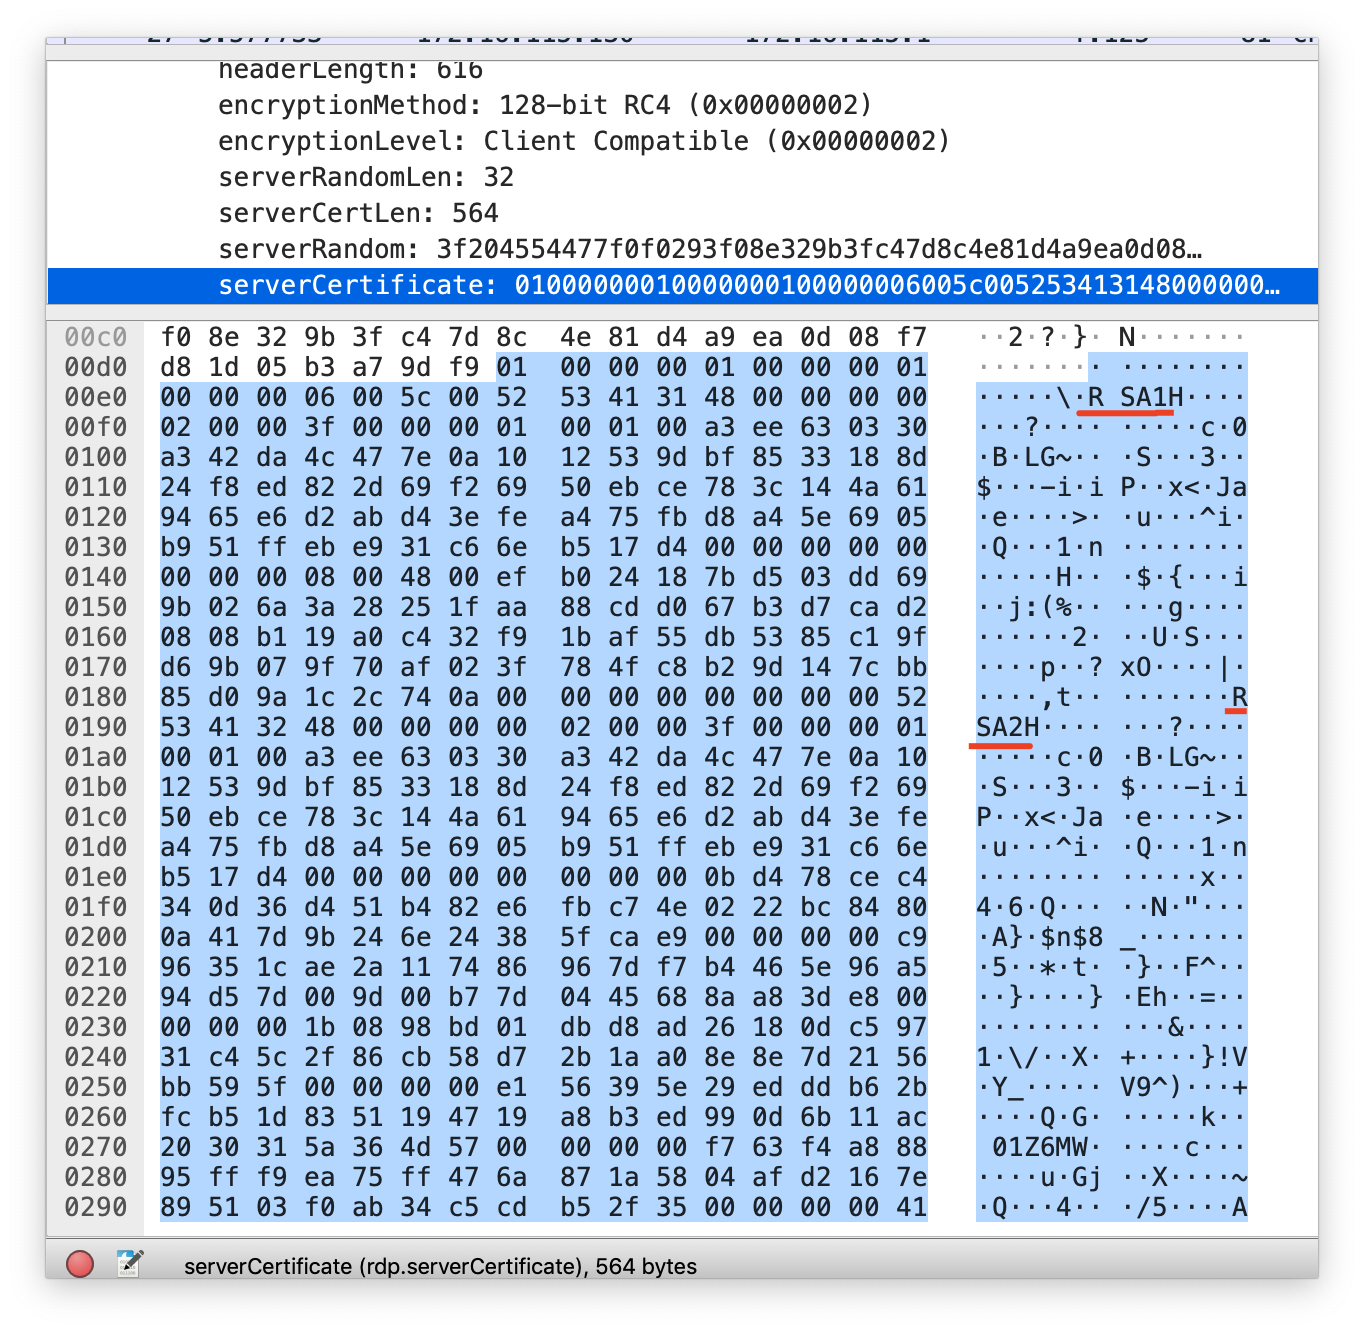 headerLength: 616
encryptionMethod: 128-bit RC4 (0x00000002)
encryptionLevel: Client Compatible (0x00000002)
serverRandomLen: 32
serverCertLen: 564
serverRandom: 3f204554477f0f0293f08e329b3fc47d8c4e81d4a9ea0d08…
serverCertificate: 01000000010000000100000006005c005253413148000000…
00c0 f0 8e 32 9b 3f c4 7d 8c 4e 81 d4 a9 ea 0d 08 f7 ··2·?·}· N·······
00d0 d8 1d 05 b3 a7 9d f9 01 00 00 00 01 00 00 00 01 ········ ········
00e0 00 00 00 06 00 5c 00 52 53 41 31 48 00 00 00 00 ·····\·R SA1H····
00f0 02 00 00 3f 00 00 00 01 00 01 00 a3 ee 63 03 30 ···?···· ·····c·0
0100 a3 42 da 4c 47 7e 0a 10 12 53 9d bf 85 33 18 8d ·B·LG~·· ·S···3··
0110 24 f8 ed 82 2d 69 f2 69 50 eb ce 78 3c 14 4a 61 $···-i·i P··x<·Ja
0120 94 65 e6 d2 ab d4 3e fe a4 75 fb d8 a4 5e 69 05 ·e····>· ·u···^i·
0130 b9 51 ff eb e9 31 c6 6e b5 17 d4 00 00 00 00 00 ·Q···1·n ········
0140 00 00 00 08 00 48 00 ef b0 24 18 7b d5 03 dd 69 ·····H·· ·$·{···i
0150 9b 02 6a 3a 28 25 1f aa 88 cd d0 67 b3 d7 ca d2 ··j:(%·· ···g····
0160 08 08 b1 19 a0 c4 32 f9 1b af 55 db 53 85 c1 9f ······2· ··U·S···
0170 d6 9b 07 9f 70 af 02 3f 78 4f c8 b2 9d 14 7c bb ····p··? xO····|·
0180 85 d0 9a 1c 2c 74 0a 00 00 00 00 00 00 00 00 52 ····,t·· ·······R
0190 53 41 32 48 00 00 00 00 02 00 00 3f 00 00 00 01 SA2H···· ···?····
01a0 00 01 00 a3 ee 63 03 30 a3 42 da 4c 47 7e 0a 10 ·····c·0 ·B·LG~··
01b0 12 53 9d bf 85 33 18 8d 24 f8 ed 82 2d 69 f2 69 ·S···3·· $···-i·i
01c0 50 eb ce 78 3c 14 4a 61 94 65 e6 d2 ab d4 3e fe P··x<·Ja ·e····>·
01d0 a4 75 fb d8 a4 5e 69 05 b9 51 ff eb e9 31 c6 6e ·u···^i· ·Q···1·n
01e0 b5 17 d4 00 00 00 00 00 00 00 00 0b d4 78 ce c4 ········ ·····x··
01f0 34 0d 36 d4 51 b4 82 e6 fb c7 4e 02 22 bc 84 80 4·6·Q··· ··N·"···
0200 0a 41 7d 9b 24 6e 24 38 5f ca e9 00 00 00 00 c9 ·A}·$n$8 _·······
0210 96 35 1c ae 2a 11 74 86 96 7d f7 b4 46 5e 96 a5 ·5··*·t· ·}··F^··
0220 94 d5 7d 00 9d 00 b7 7d 04 45 68 8a a8 3d e8 00 ··}····} ·Eh··=··
0230 00 00 00 1b 08 98 bd 01 db d8 ad 26 18 0d c5 97 ········ ···&····
0240 31 c4 5c 2f 86 cb 58 d7 2b 1a a0 8e 8e 7d 21 56 1·\/··X· +····}!V
0250 bb 59 5f 00 00 00 00 e1 56 39 5e 29 ed dd b6 2b ·Y_····· V9^)···+
0260 fc b5 1d 83 51 19 47 19 a8 b3 ed 99 0d 6b 11 ac ····Q·G· ·····k··
0270 20 30 31 5a 36 4d 57 00 00 00 00 f7 63 f4 a8 88 01Z6MW· ····c···
0280 95 ff f9 ea 75 ff 47 6a 87 1a 58 04 af d2 16 7e ····u·Gj ··X····~
0290 89 51 03 f0 ab 34 c5 cd b5 2f 35 00 00 00 00 41 ·Q···4·· ·/5····A
serverCertificate (rdp.serverCertificate), 564 bytes